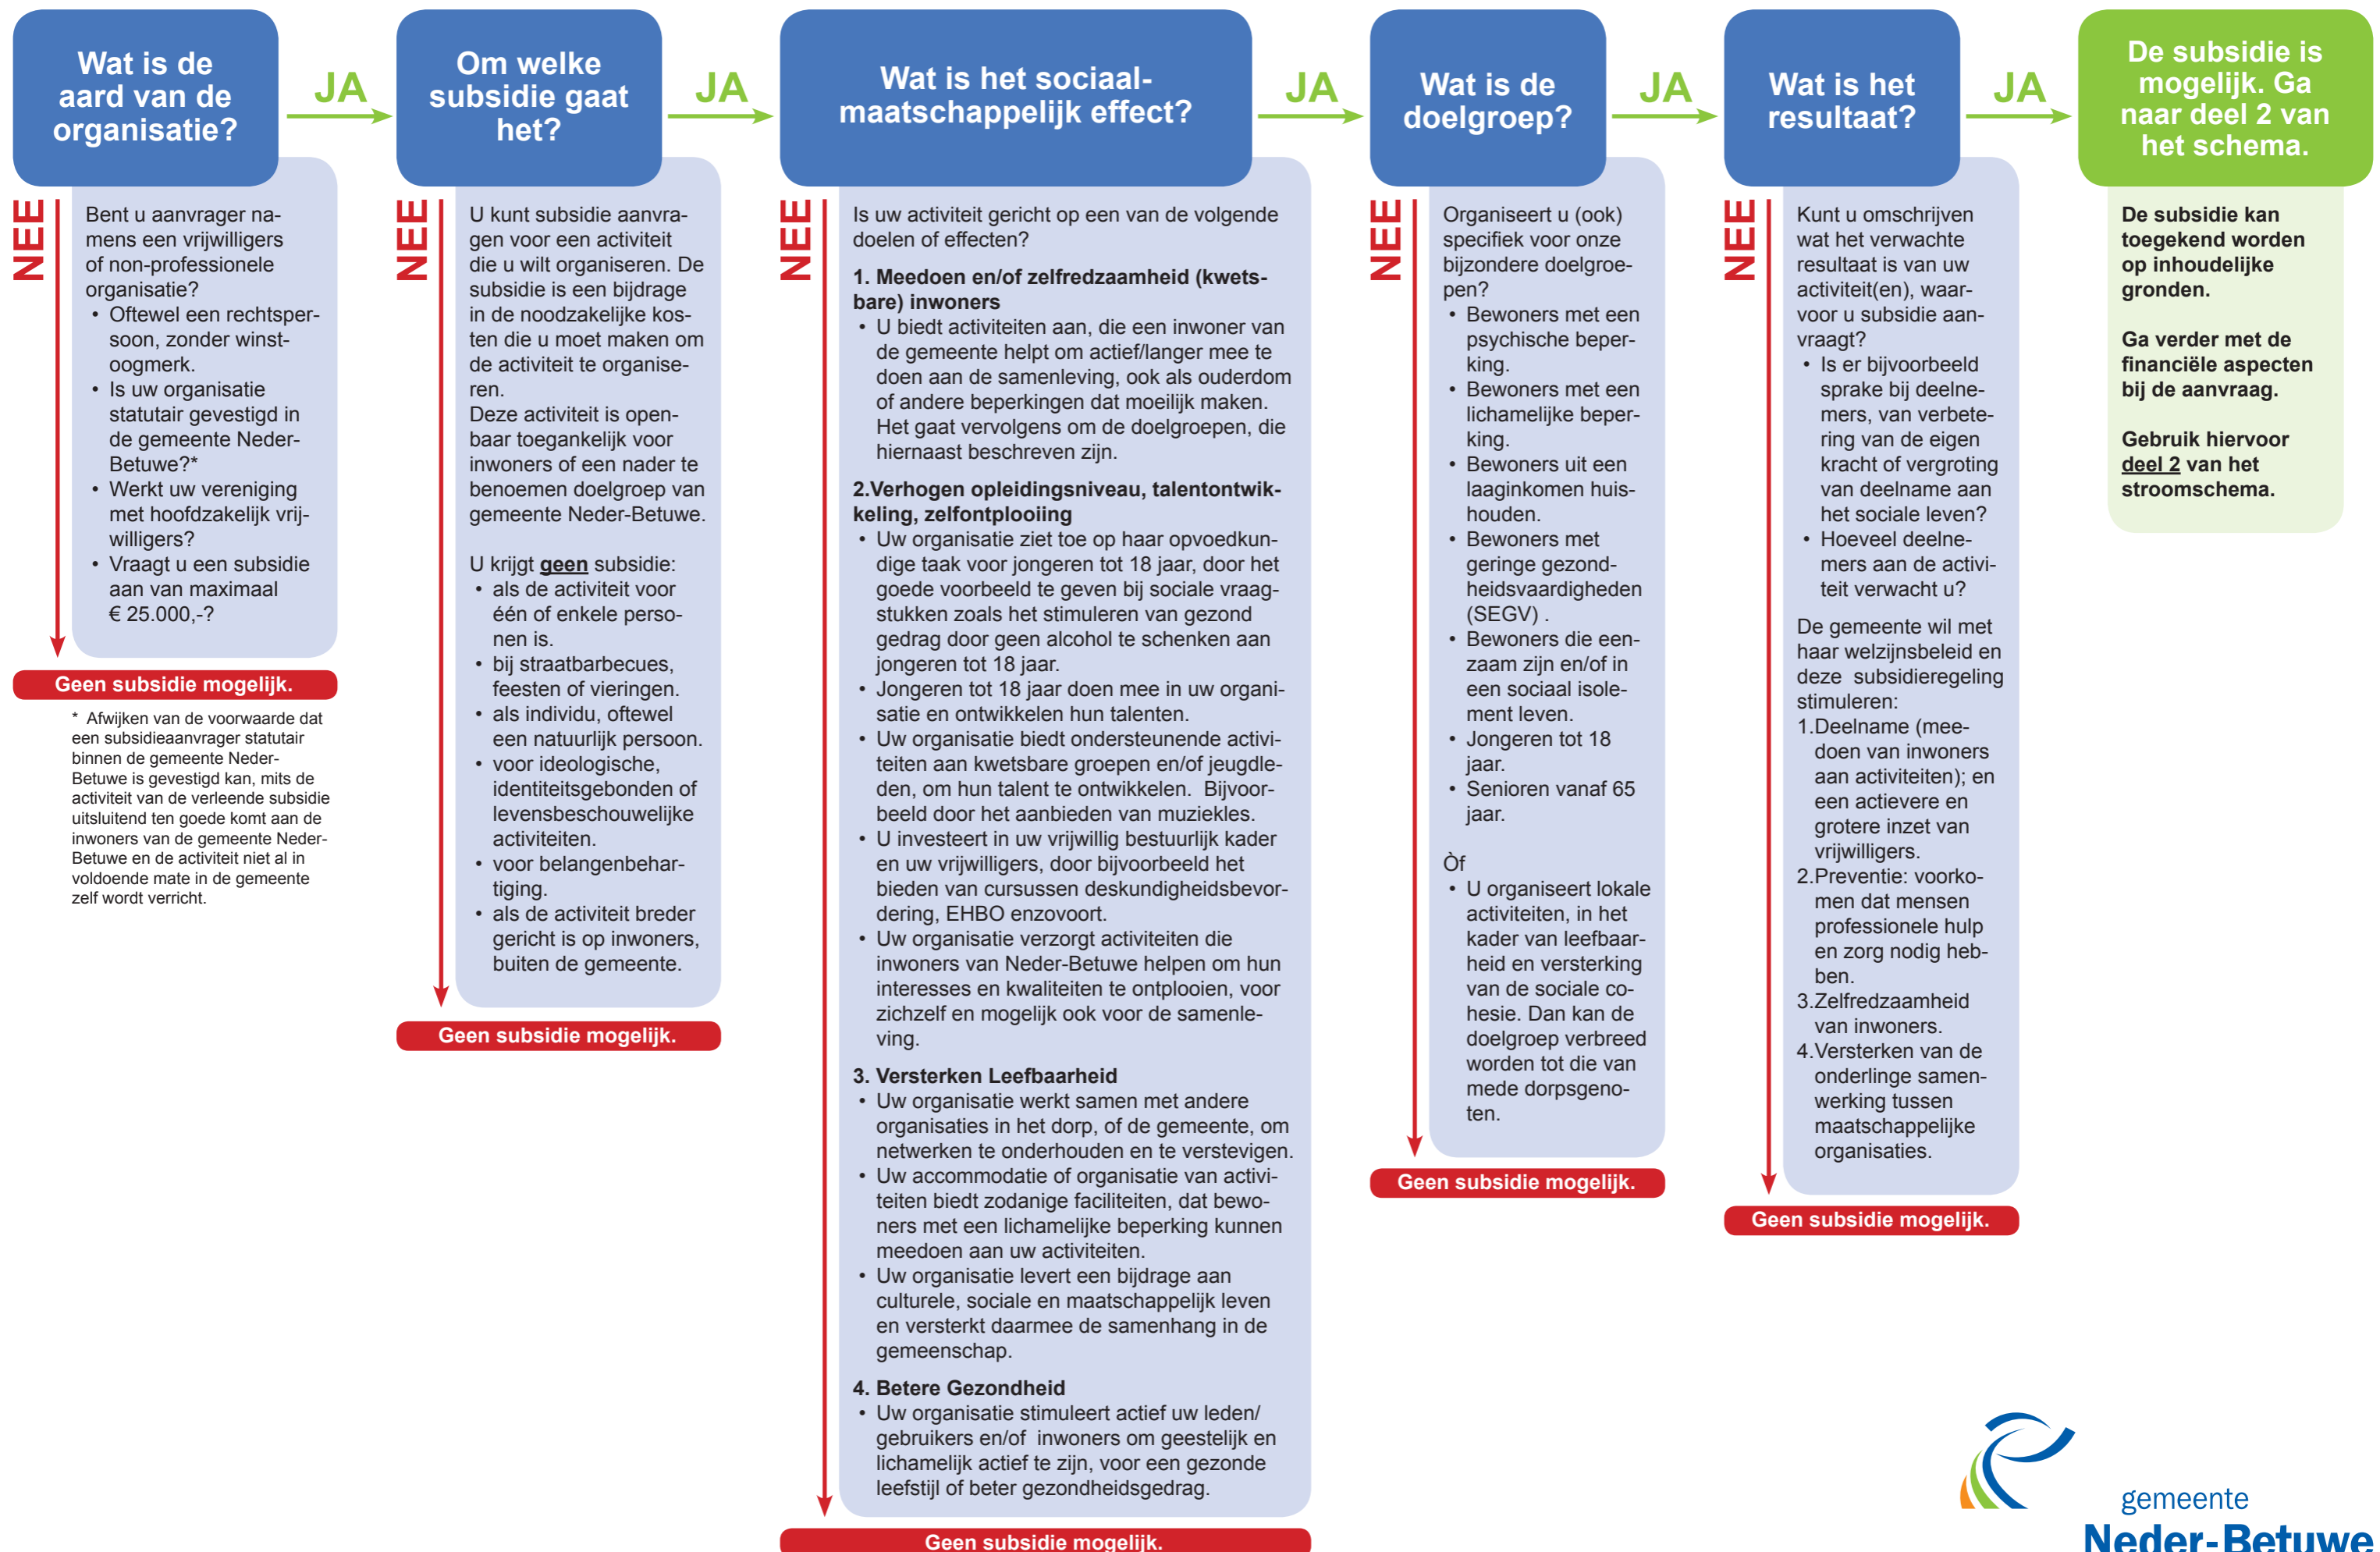 Wat is de
aard van de
organisatie?
JA
NEE
Bent u aanvrager na-
mens een vrijwilligers
of non-professionele
organisatie?
• Oftewel een rechtsper-
soon, zonder winst-
oogmerk.
• Is uw organisatie
statutair gevestigd in
de gemeente Neder-
Betuwe?*
• Werkt uw vereniging
met hoofdzakelijk vrij-
willigers?
• Vraagt u een subsidie
aan van maximaal
€ 25.000,-?
Geen subsidie mogelijk.
* Afwijken van de voorwaarde dat
een subsidieaanvrager statutair
binnen de gemeente Neder-
Betuwe is gevestigd kan, mits de
activiteit van de verleende subsidie
uitsluitend ten goede komt aan de
inwoners van de gemeente Neder-
Betuwe en de activiteit niet al in
voldoende mate in de gemeente
zelf wordt verricht.
Om welke
subsidie gaat
het?
JA
NEE
U kunt subsidie aanvra-
gen voor een activiteit
die u wilt organiseren. De
subsidie is een bijdrage
in de noodzakelijke kos-
ten die u moet maken om
de activiteit te organise-
ren.
Deze activiteit is open-
baar toegankelijk voor
inwoners of een nader te
benoemen doelgroep van
gemeente Neder-Betuwe.
U krijgt geen subsidie:
• als de activiteit voor
één of enkele perso-
nen is.
• bij straatbarbecues,
feesten of vieringen.
• als individu, oftewel
een natuurlijk persoon.
• voor ideologische,
identiteitsgebonden of
levensbeschouwelijke
activiteiten.
• voor belangenbehar-
tiging.
• als de activiteit breder
gericht is op inwoners,
buiten de gemeente.
Geen subsidie mogelijk.
Wat is het sociaal-
maatschappelijk effect?
JA
NEE
Is uw activiteit gericht op een van de volgende
doelen of effecten?
1. Meedoen en/of zelfredzaamheid (kwets-
bare) inwoners
• U biedt activiteiten aan, die een inwoner van
de gemeente helpt om actief/langer mee te
doen aan de samenleving, ook als ouderdom
of andere beperkingen dat moeilijk maken.
Het gaat vervolgens om de doelgroepen, die
hiernaast beschreven zijn.
2.Verhogen opleidingsniveau, talentontwik-
keling, zelfontplooiing
• Uw organisatie ziet toe op haar opvoedkun-
dige taak voor jongeren tot 18 jaar, door het
goede voorbeeld te geven bij sociale vraag-
stukken zoals het stimuleren van gezond
gedrag door geen alcohol te schenken aan
jongeren tot 18 jaar.
• Jongeren tot 18 jaar doen mee in uw organi-
satie en ontwikkelen hun talenten.
• Uw organisatie biedt ondersteunende activi-
teiten aan kwetsbare groepen en/of jeugdle-
den, om hun talent te ontwikkelen. Bijvoor-
beeld door het aanbieden van muziekles.
• U investeert in uw vrijwillig bestuurlijk kader
en uw vrijwilligers, door bijvoorbeeld het
bieden van cursussen deskundigheidsbevor-
dering, EHBO enzovoort.
• Uw organisatie verzorgt activiteiten die
inwoners van Neder-Betuwe helpen om hun
interesses en kwaliteiten te ontplooien, voor
zichzelf en mogelijk ook voor de samenle-
ving.
3. Versterken Leefbaarheid
• Uw organisatie werkt samen met andere
organisaties in het dorp, of de gemeente, om
netwerken te onderhouden en te verstevigen.
• Uw accommodatie of organisatie van activi-
teiten biedt zodanige faciliteiten, dat bewo-
ners met een lichamelijke beperking kunnen
meedoen aan uw activiteiten.
• Uw organisatie levert een bijdrage aan
culturele, sociale en maatschappelijk leven
en versterkt daarmee de samenhang in de
gemeenschap.
4. Betere Gezondheid
• Uw organisatie stimuleert actief uw leden/
gebruikers en/of inwoners om geestelijk en
lichamelijk actief te zijn, voor een gezonde
leefstijl of beter gezondheidsgedrag.
Geen subsidie mogelijk.
Wat is de
doelgroep?
JA
NEE
Organiseert u (ook)
specifiek voor onze
bijzondere doelgroe-
pen?
• Bewoners met een
psychische beper-
king.
• Bewoners met een
lichamelijke beper-
king.
• Bewoners uit een
laaginkomen huis-
houden.
• Bewoners met
geringe gezond-
heidsvaardigheden
(SEGV) .
• Bewoners die een-
zaam zijn en/of in
een sociaal isole-
ment leven.
• Jongeren tot 18
jaar.
• Senioren vanaf 65
jaar.
Òf
• U organiseert lokale
activiteiten, in het
kader van leefbaar-
heid en versterking
van de sociale co-
hesie. Dan kan de
doelgroep verbreed
worden tot die van
mede dorpsgeno-
ten.
Geen subsidie mogelijk.
Wat is het
resultaat?
JA
NEE
Kunt u omschrijven
wat het verwachte
resultaat is van uw
activiteit(en), waar-
voor u subsidie aan-
vraagt?
• Is er bijvoorbeeld
sprake bij deelne-
mers, van verbete-
ring van de eigen
kracht of vergroting
van deelname aan
het sociale leven?
• Hoeveel deelne-
mers aan de activi-
teit verwacht u?
De gemeente wil met
haar welzijnsbeleid en
deze subsidieregeling
stimuleren:
1.Deelname (mee-
doen van inwoners
aan activiteiten); en
een actievere en
grotere inzet van
vrijwilligers.
2.Preventie: voorko-
men dat mensen
professionele hulp
en zorg nodig heb-
ben.
3.Zelfredzaamheid
van inwoners.
4.Versterken van de
onderlinge samen-
werking tussen
maatschappelijke
organisaties.
Geen subsidie mogelijk.
De subsidie is
mogelijk. Ga
naar deel 2 van
het schema.
De subsidie kan
toegekend worden
op inhoudelijke
gronden.
Ga verder met de
financiële aspecten
bij de aanvraag.
Gebruik hiervoor
deel 2 van het
stroomschema.
gemeente
Neder-Betuwe